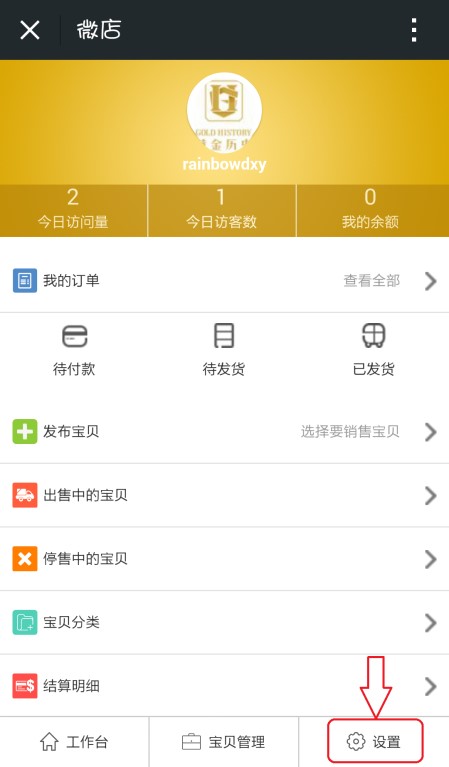 微店
GOLD HISTORY
金历史
rainbowdxy
2 1 0
今日访问量 今日访客数 我的余额
我的订单 查看全部
待付款 待发货 已发货
发布宝贝 选择要销售宝贝
出售中的宝贝
停售中的宝贝
宝贝分类
结算明细
工作台 宝贝管理 设置